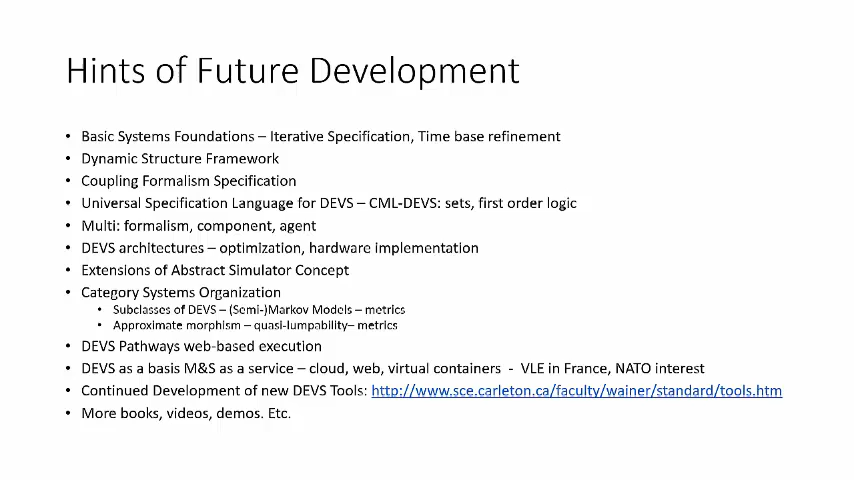 Hints of Future Development
• Basic Systems Foundations – Iterative Specification, Time base refinement
• Dynamic Structure Framework
• Coupling Formalism Specification
• Universal Specification Language for DEVS – CML-DEVS: sets, first order logic
• Multi: formalism, component, agent
• DEVS architectures – optimization, hardware implementation
• Extensions of Abstract Simulator Concept
• Category Systems Organization
• Subclasses of DEVS – (Semi-)Markov Models – metrics
• Approximate morphism – quasi-lumpability– metrics
• DEVS Pathways web-based execution
• DEVS as a basis M&S as a service – cloud, web, virtual containers - VLE in France, NATO interest
• Continued Development of new DEVS Tools: http://www.sce.carleton.ca/faculty/wainer/standard/tools.htm
• More books, videos, demos. Etc.